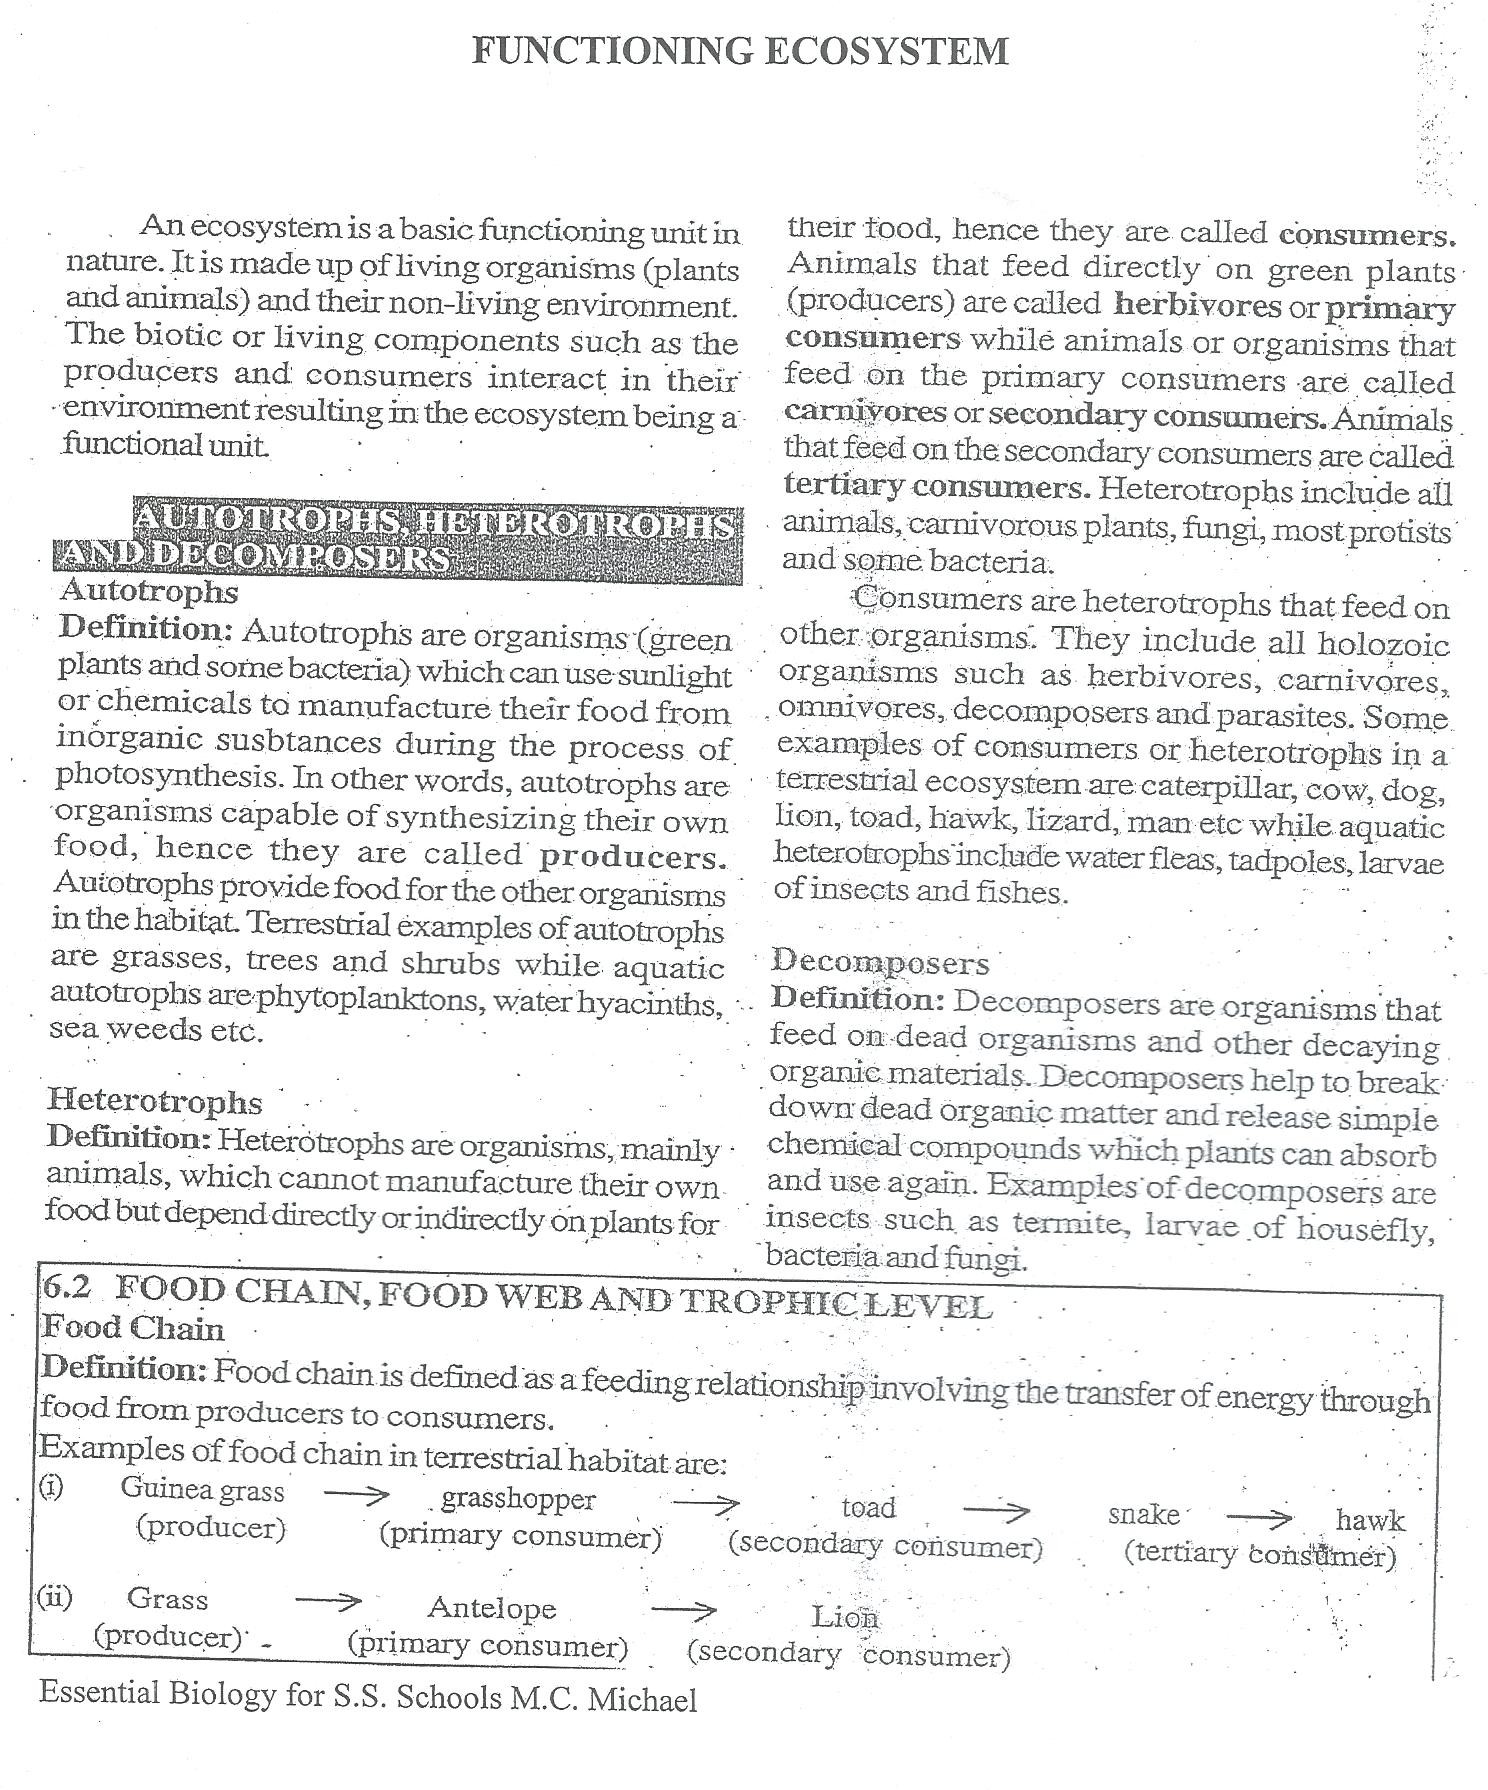 FUNCTIONING ECOSYSTEM
An ecosystem is a basic functioning unit in
nature. It is made up of living organisms (plants
and animals) and their non-living environment.
The biotic or living components such as the
producers and consumers interact in their
environment resulting in the ecosystem being a
functional unit.
AUTOTROPHS, HETEROTROPHS
AND DECOMPOSERS
Autotrophs
Definition: Autotrophs are organisms (green
plants and some bacteria) which can use sunlight
or chemicals to manufacture their food from
inorganic susbtances during the process of
photosynthesis. In other words, autotrophs are
organisms capable of synthesizing their own
food, hence they are called producers.
Autotrophs provide food for the other organisms
in the habitat. Terrestrial examples of autotrophs
are grasses, trees and shrubs while aquatic
autotrophs are phytoplanktons, water hyacinths,
sea weeds etc.
Heterotrophs
Definition: Heterotrophs are organisms, mainly
animals, which cannot manufacture their own
food but depend directly or indirectly on plants for
their food, hence they are called consumers.
Animals that feed directly on green plants
(producers) are called herbivores or primary
consumers while animals or organisms that
feed on the primary consumers are called
carnivores or secondary consumers. Animals
that feed on the secondary consumers are called
tertiary consumers. Heterotrophs include all
animals, carnivorous plants, fungi, most protists
and some bacteria.
Consumers are heterotrophs that feed on
other organisms. They include all holozoic
organisms such as herbivores, carnivores,
omnivores, decomposers and parasites. Some
examples of consumers or heterotrophs in a
terrestrial ecosystem are caterpillar, cow, dog,
lion, toad, hawk, lizard, man etc while aquatic
heterotrophs include water fleas, tadpoles, larvae
of insects and fishes.
Decomposers
Definition: Decomposers are organisms that
feed on dead organisms and other decaying
organic materials. Decomposers help to break
down dead organic matter and release simple
chemical compounds which plants can absorb
and use again. Examples of decomposers are
insects such as termite, larvae of housefly,
bacteria and fungi.
6.2 FOOD CHAIN, FOOD WEB AND TROPHIC LEVEL
Food Chain
Definition: Food chain is defined as a feeding relationship involving the transfer of energy through
food from producers to consumers.
Examples of food chain in terrestrial habitat are:
(i) Guinea grass → grasshopper → toad → snake → hawk
(producer) (primary consumer) (secondary consumer) (tertiary consumer)
(ii) Grass → Antelope → Lion
(producer) (primary consumer) (secondary consumer)
Essential Biology for S.S. Schools M.C. Michael